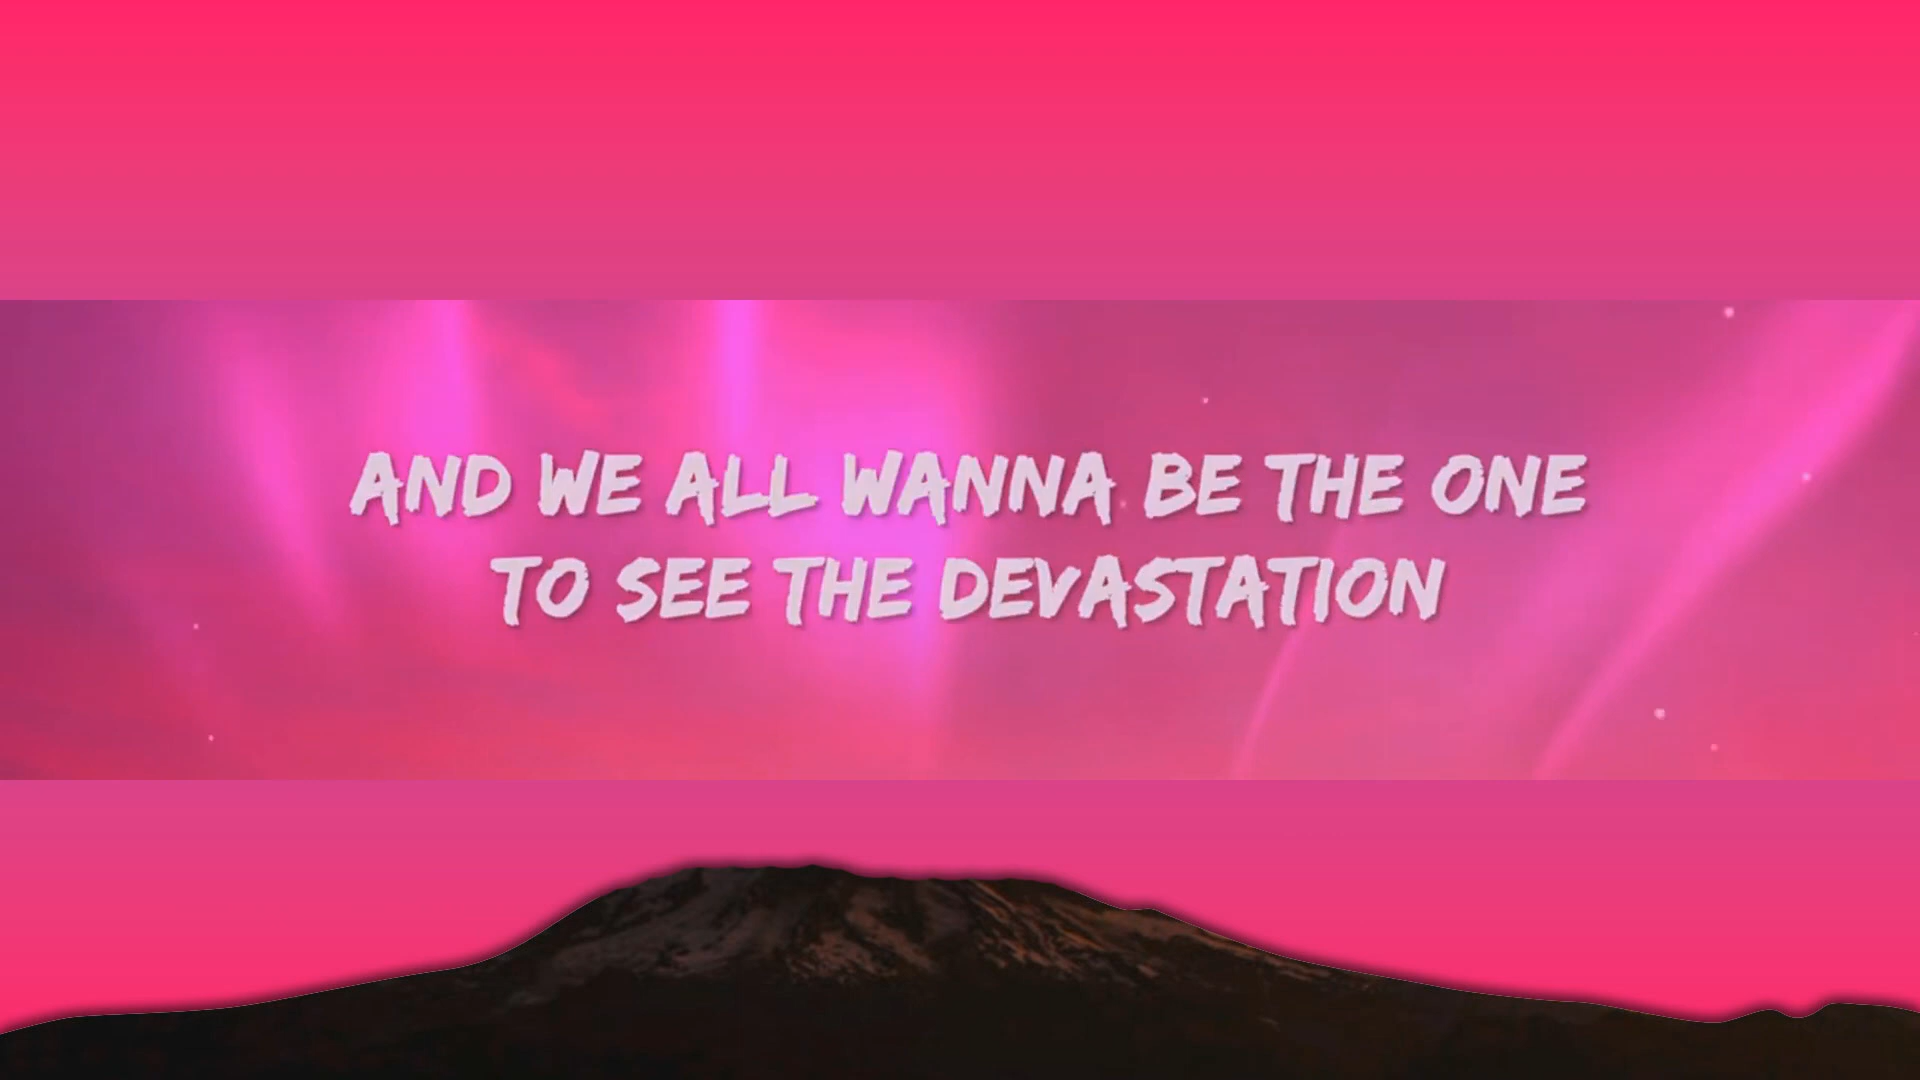 AND WE ALL WANNA BE THE ONE
TO SEE THE DEVASTATION